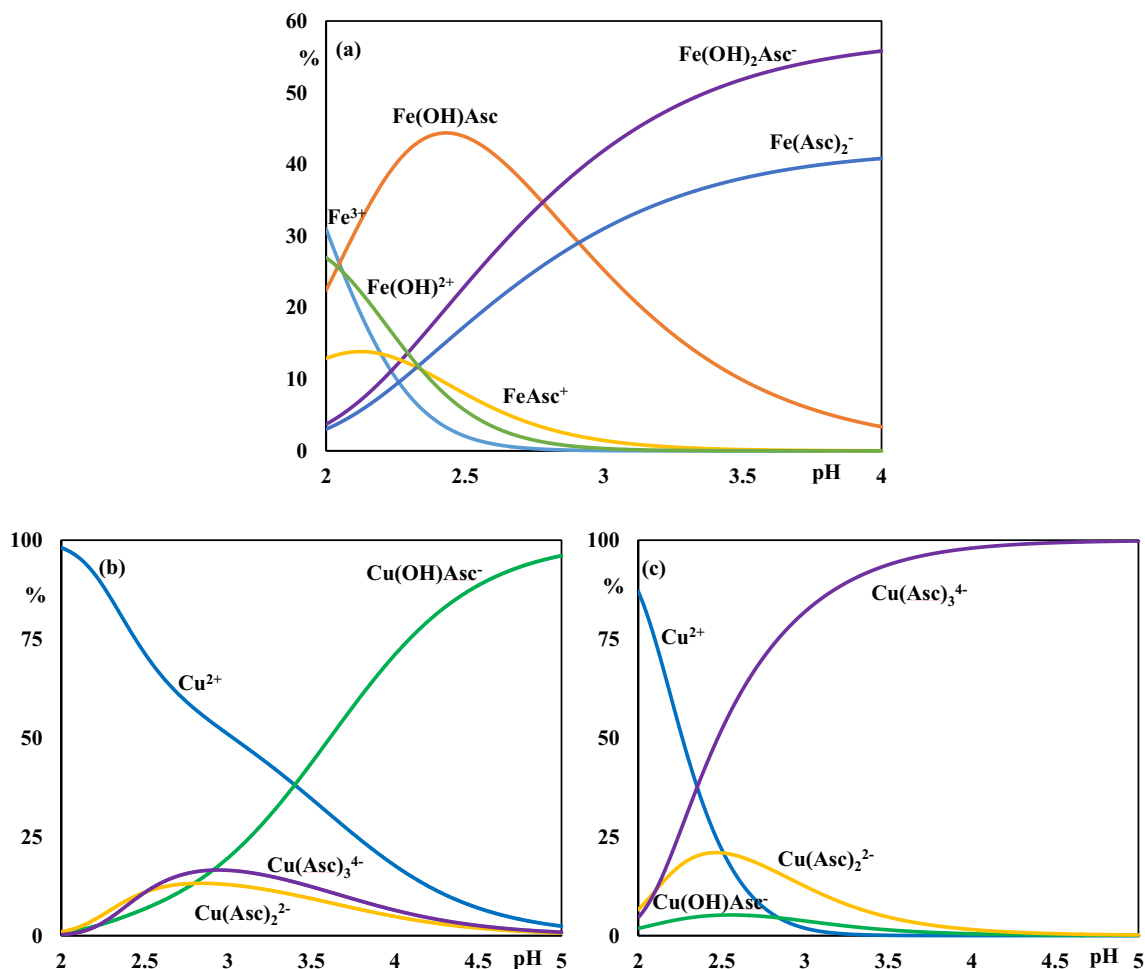 60
(a)
%
Fe(OH)₂Asc⁻
50
Fe(OH)Asc
40
Fe(Asc)₂⁻
Fe³⁺
30
Fe(OH)²⁺
20
FeAsc⁺
10
0
2 2.5 3 3.5 pH 4
100
(b)
Cu(OH)Asc⁻
%
75
Cu²⁺
50
25
Cu(Asc)₃⁴⁻
Cu(Asc)₂²⁻
0
2 2.5 3 3.5 4 4.5 pH 5
100
(c)
%
Cu(Asc)₃⁴⁻
Cu²⁺
75
50
25
Cu(Asc)₂²⁻
Cu(OH)Asc⁻
0
2 2.5 3 3.5 4 4.5 pH 5